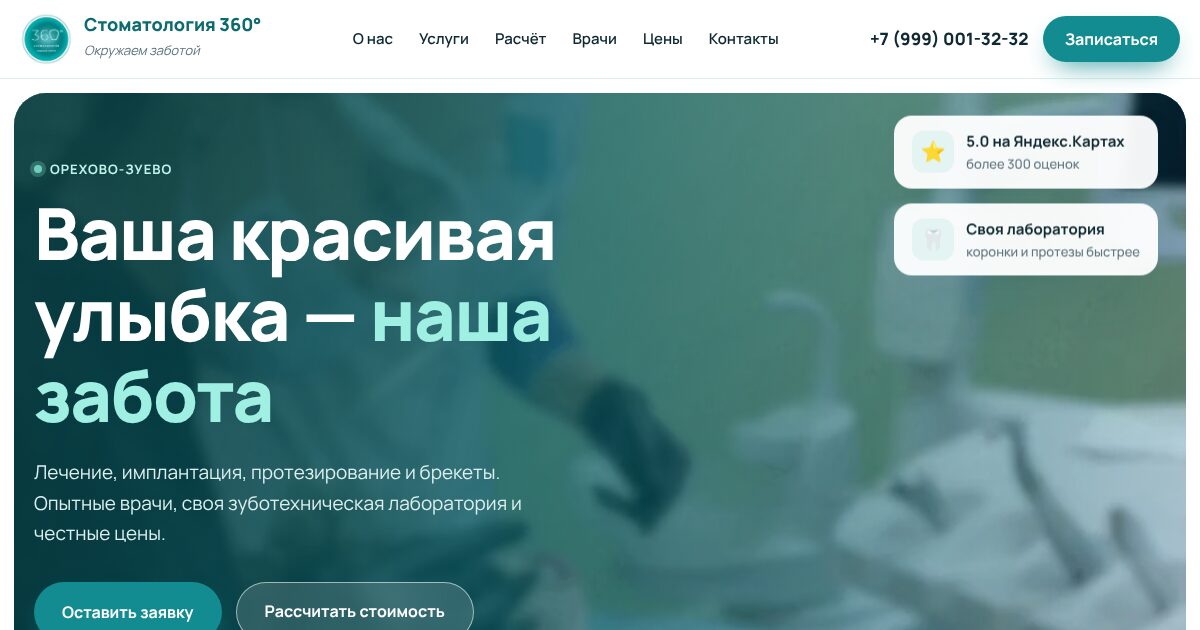 360°
Стоматология 360°
Окружаем заботой
О нас
Услуги
Расчёт
Врачи
Цены
Контакты
+7 (999) 001-32-32
Записаться
ОРЕХОВО-ЗУЕВО
Ваша красивая
улыбка — наша
забота
Лечение, имплантация, протезирование и брекеты.
Опытные врачи, своя зуботехническая лаборатория и
честные цены.
Оставить заявку
Рассчитать стоимость
5.0 на Яндекс.Картах
более 300 оценок
Своя лаборатория
коронки и протезы быстрее